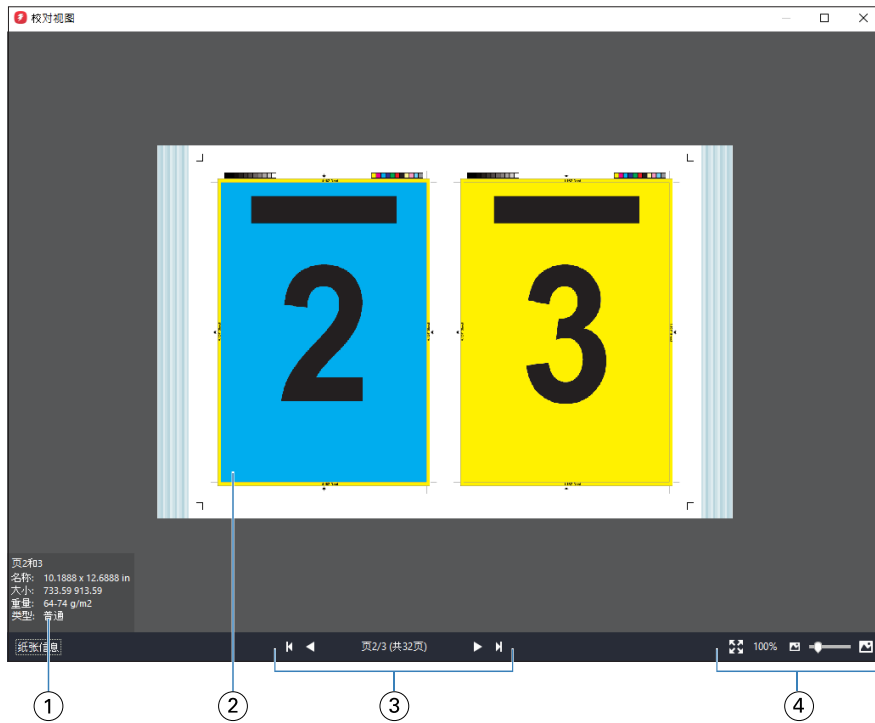 校对视图
2
3
页2和3
名称: 10.1888 x 12.6888 in
大小: 733.59 913.59
重量: 64-74 g/m2
类型: 普通
纸张信息
页2/3 (共32页)
100%
1
2
3
4